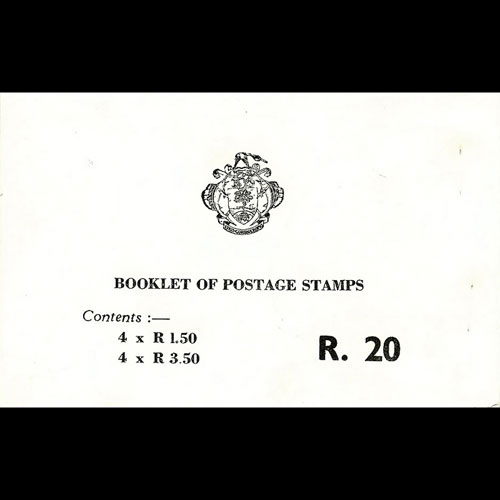 BOOKLET OF POSTAGE STAMPS
Contents :—
4 x R 1.50
4 x R 3.50
R. 20